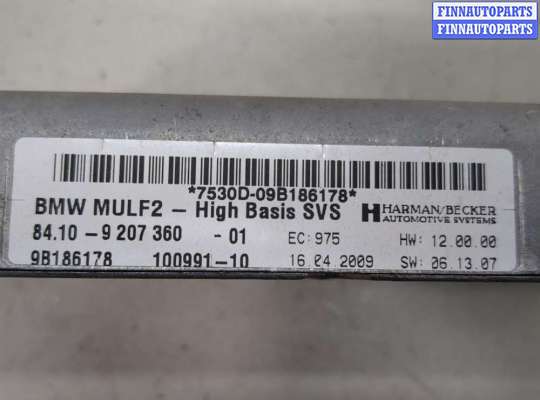 FINNAUTOPARTS
FINNAUTOPARTS
*7530D-09B186178*
BMW MULF2 - High Basis SVS
HARMAN/BECKER
AUTOMOTIVE SYSTEMS
84.10-9 207 360 -01
EC: 975
HW: 12.00.00
9B186178 100991-10
16.04.2009
SW: 06.13.07